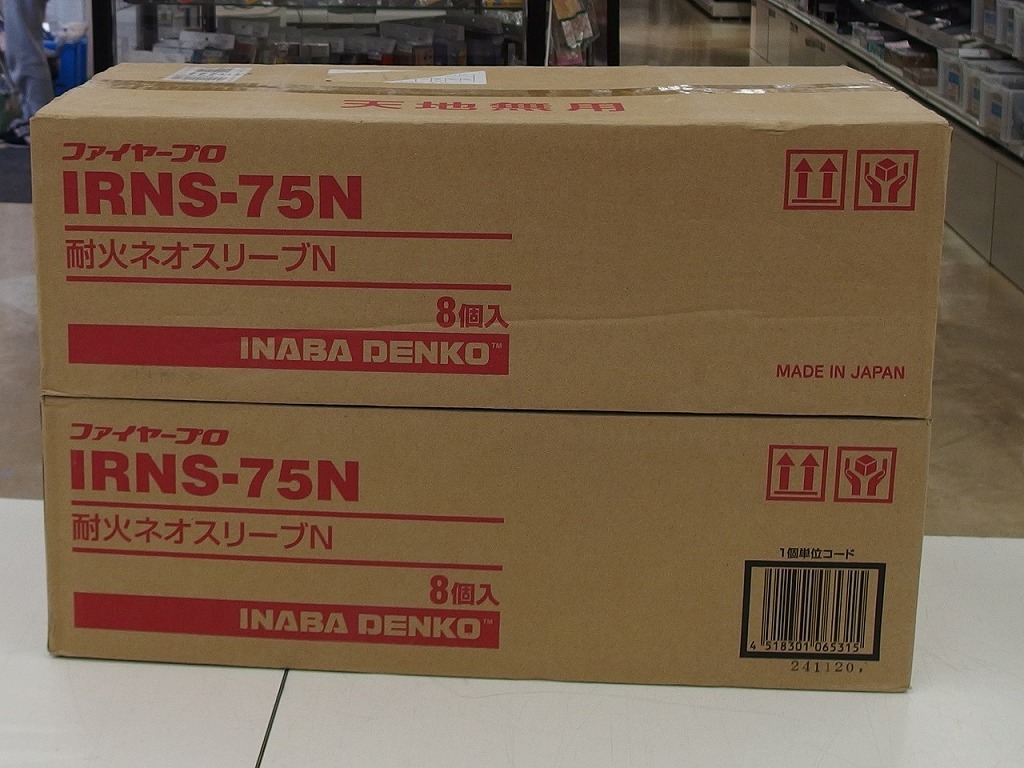 天地無用
ファイヤープロ
IRNS-75N
耐火ネオスリーブN
8個入
INABA DENKO™
MADE IN JAPAN
ファイヤープロ
IRNS-75N
耐火ネオスリーブN
8個入
INABA DENKO™
1個単位コード
4 518301 065315
241120,